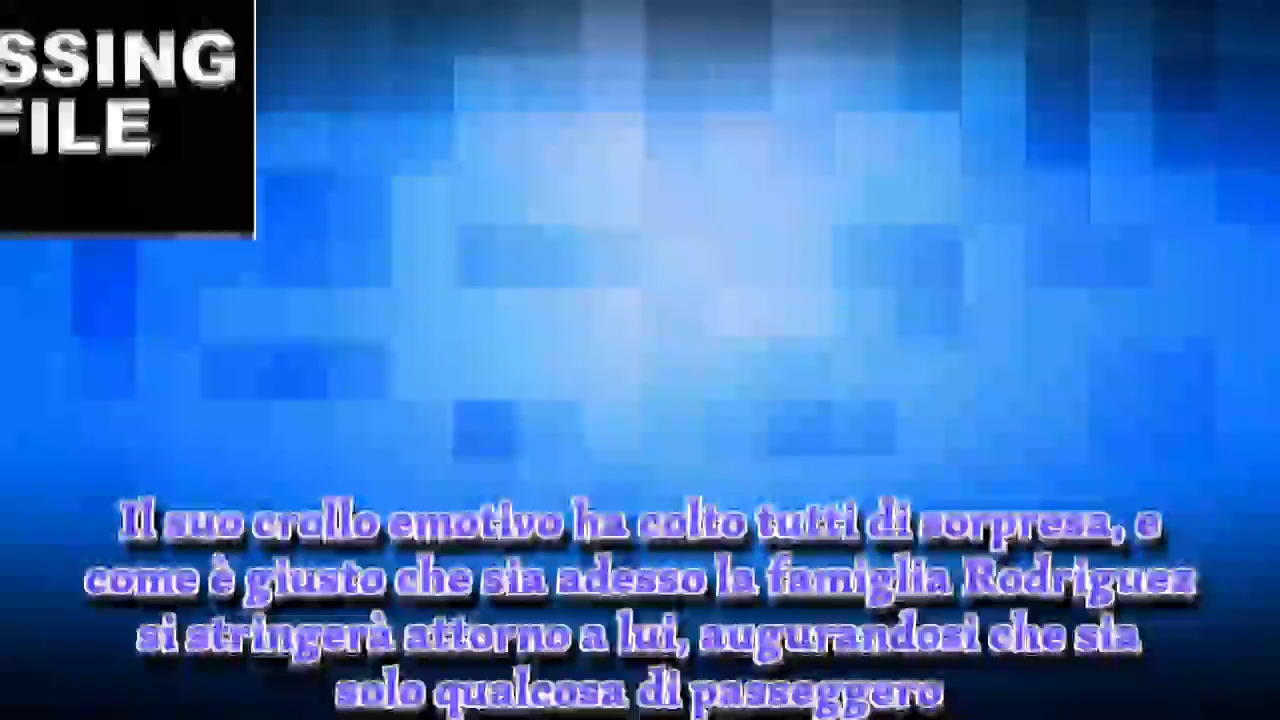 SSING
FILE
Il suo crollo emotivo ha colto tutti di sorpresa, e
come è giusto che sia adesso la famiglia Rodriguez
si stringerà attorno a lui, augurandosi che sia
solo qualcosa di passeggero